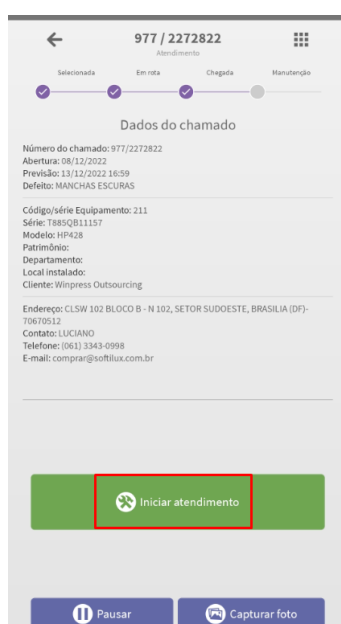 977 / 2272822
Atendimento
Selecionada Em rota Chegada Manutenção
Dados do chamado
Número do chamado: 977/2272822
Abertura: 08/12/2022
Previsão: 13/12/2022 16:59
Defeito: MANCHAS ESCURAS
Código/série Equipamento: 211
Série: T885QB11157
Modelo: HP428
Patrimônio:
Departamento:
Local instalado:
Cliente: Winpress Outsourcing
Endereço: CLSW 102 BLOCO B - N 102, SETOR SUDOESTE, BRASILIA (DF)-
70670512
Contato: LUCIANO
Telefone: (061) 3343-0998
E-mail: comprar@softilux.com.br
Iniciar atendimento
Pausar Capturar foto